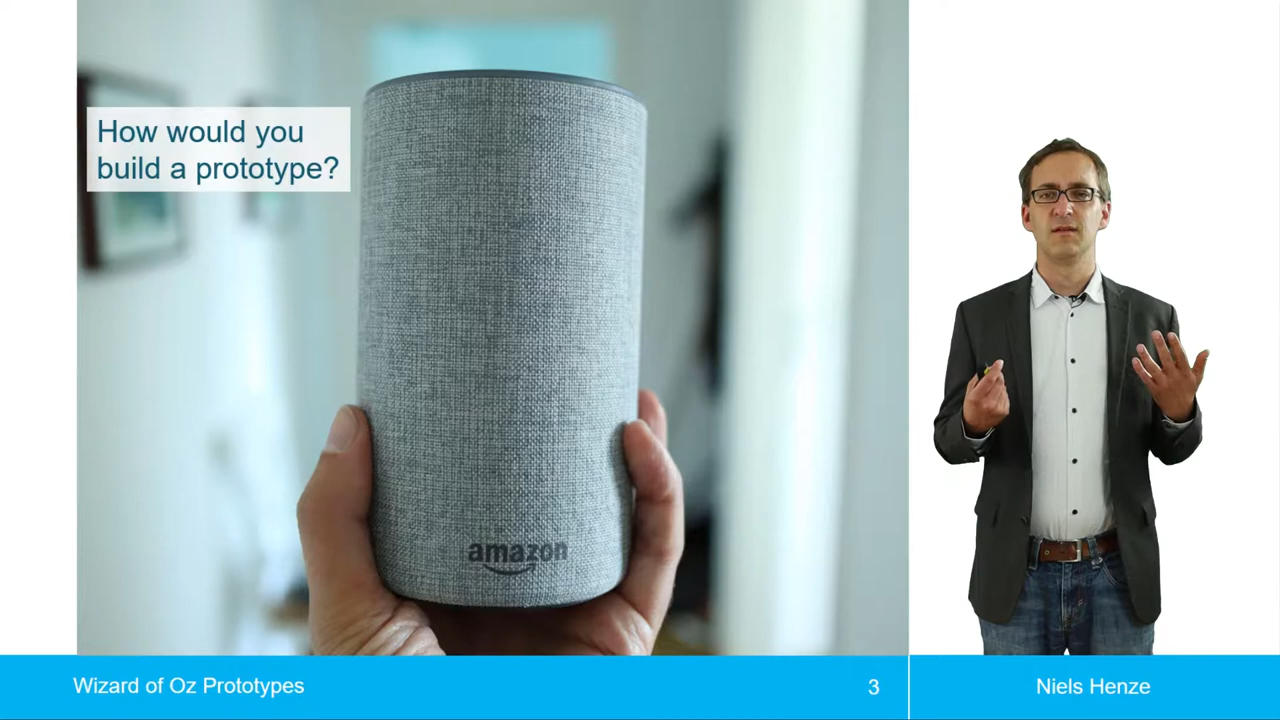 How would you
build a prototype?
amazon
Wizard of Oz Prototypes
3
Niels Henze